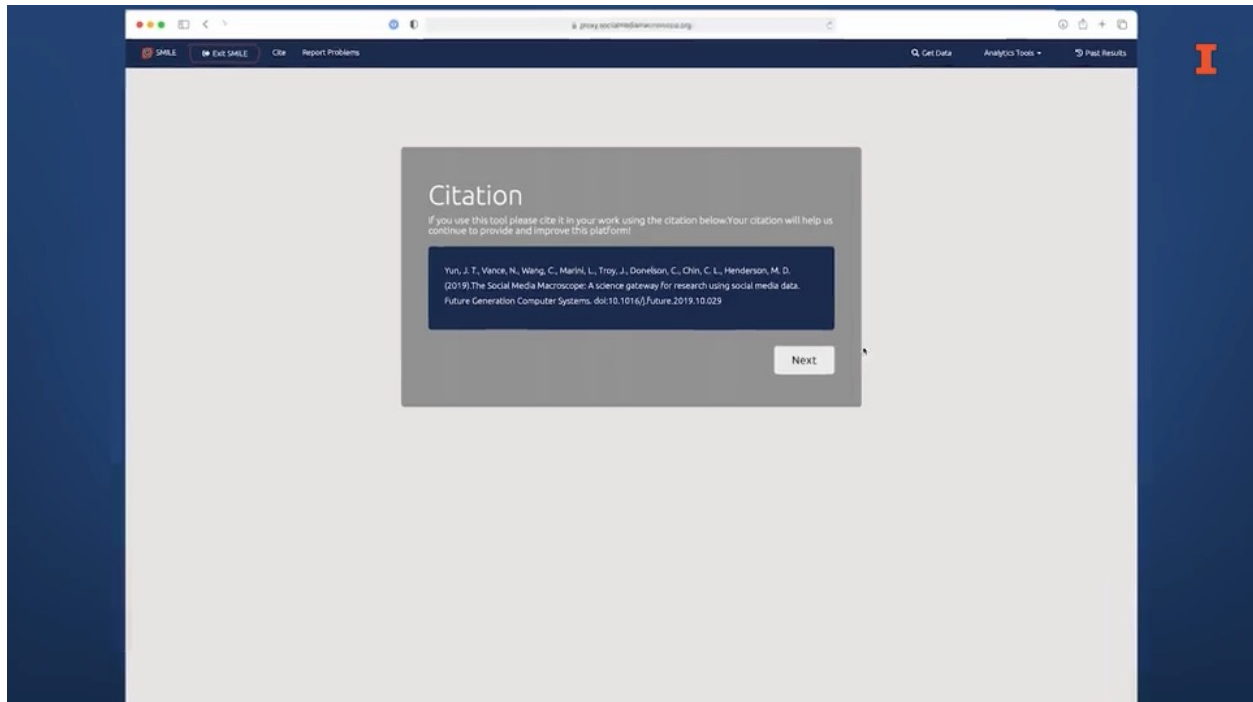 proxy.socialmediamacroscope.org
SMILE Exit SMILE Cite Report Problems Get Data Analytics Tools Past Results
I
Citation
If you use this tool please cite it in your work using the citation below.Your citation will help us
continue to provide and improve this platform!
Yun, J. T., Vance, N., Wang, C., Marini, L., Troy, J., Donelson, C., Chin, C. L., Henderson, M. D.
(2019).The Social Media Macroscope: A science gateway for research using social media data.
Future Generation Computer Systems. doi:10.1016/j.future.2019.10.029
Next